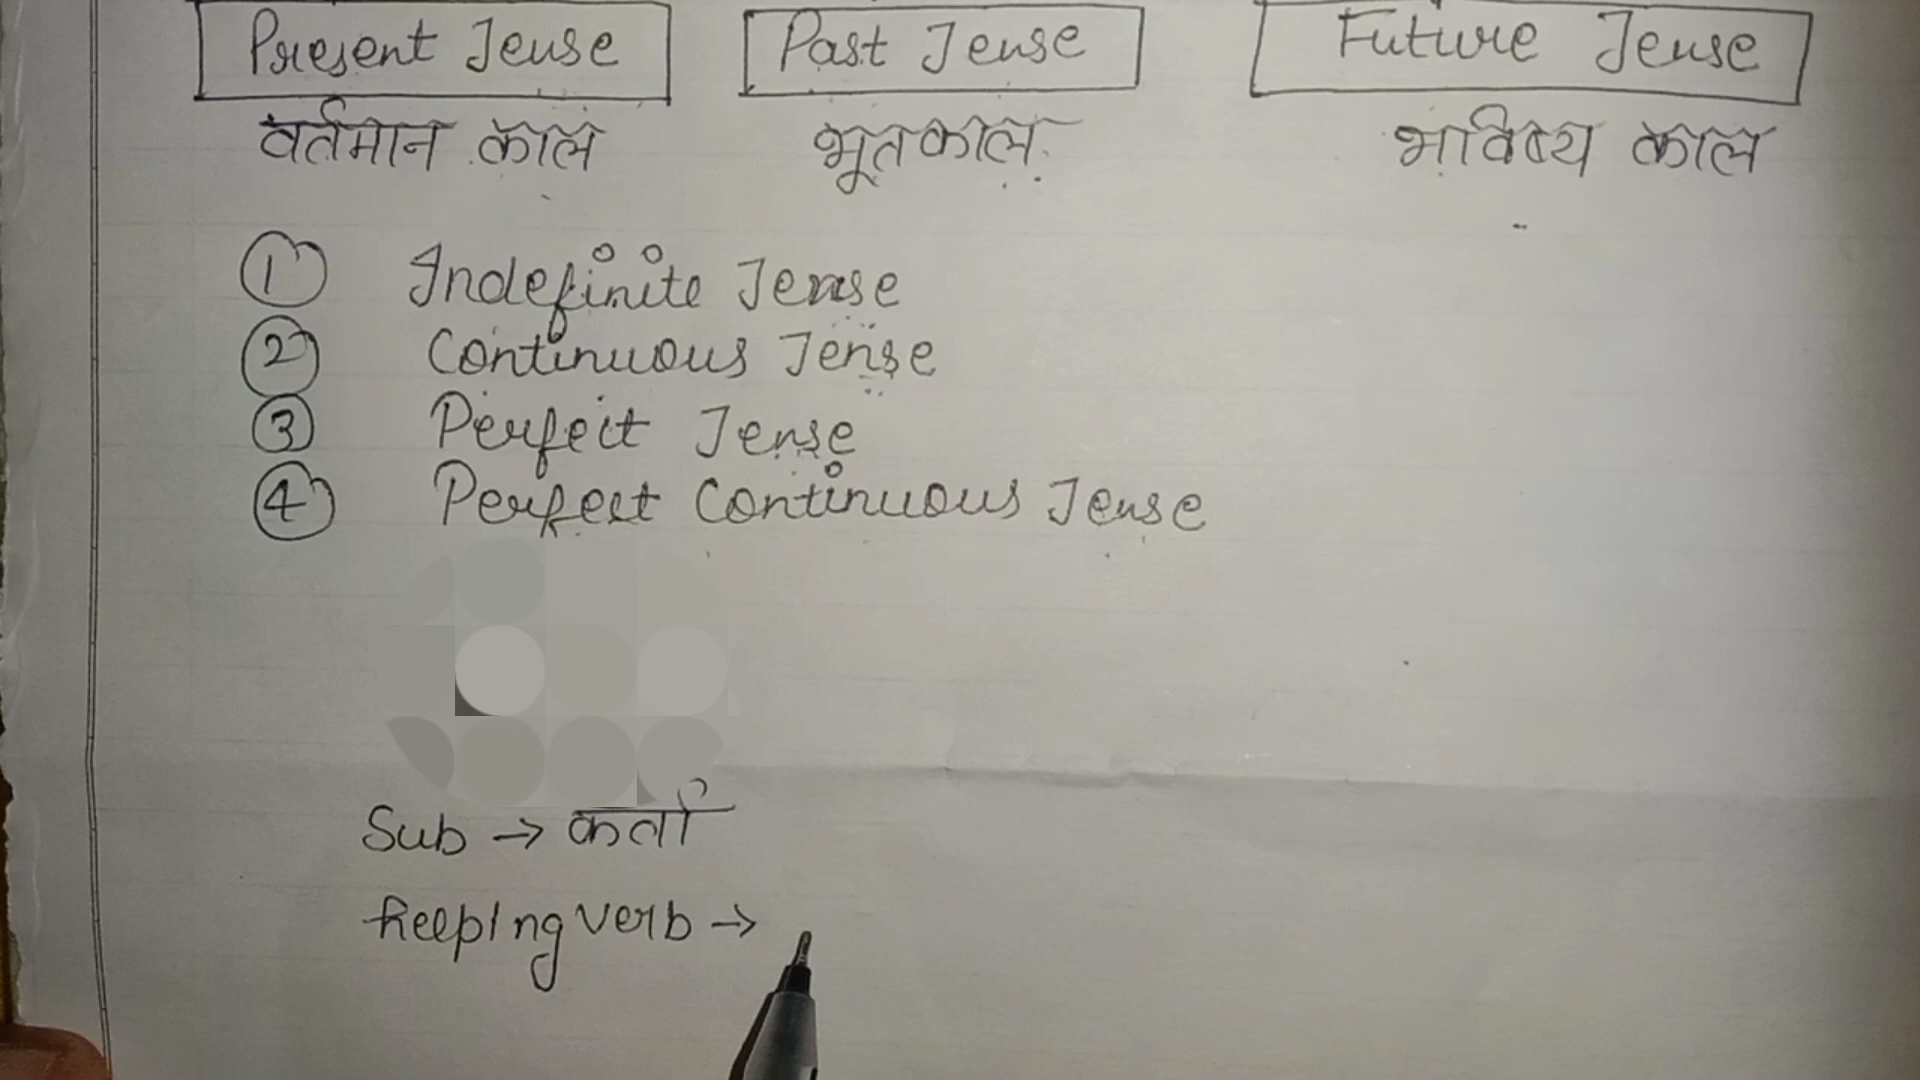 Present Tense Past Tense Future Tense
वर्तमान काल भूतकाल भाविष्य काल
1 Indefinite Tense
2 Continuous Tense
3 Perfect Tense
4 Perfect Continuous Tense
Sub → कर्ता
helping verb →